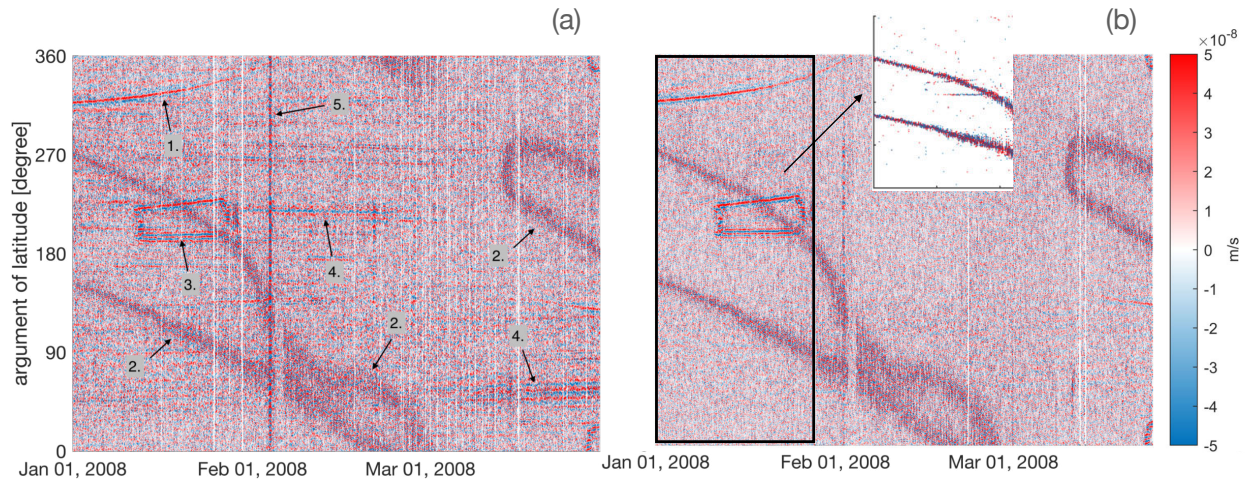 (a)
(b)
×10⁻⁸
360
270
180
90
0
argument of latitude [degree]
1.
5.
2.
3.
4.
2.
4.
2.
Jan 01, 2008
Feb 01, 2008
Mar 01, 2008
Jan 01, 2008
Feb 01, 2008
Mar 01, 2008
5
4
3
2
1
0
-1
-2
-3
-4
-5
m/s